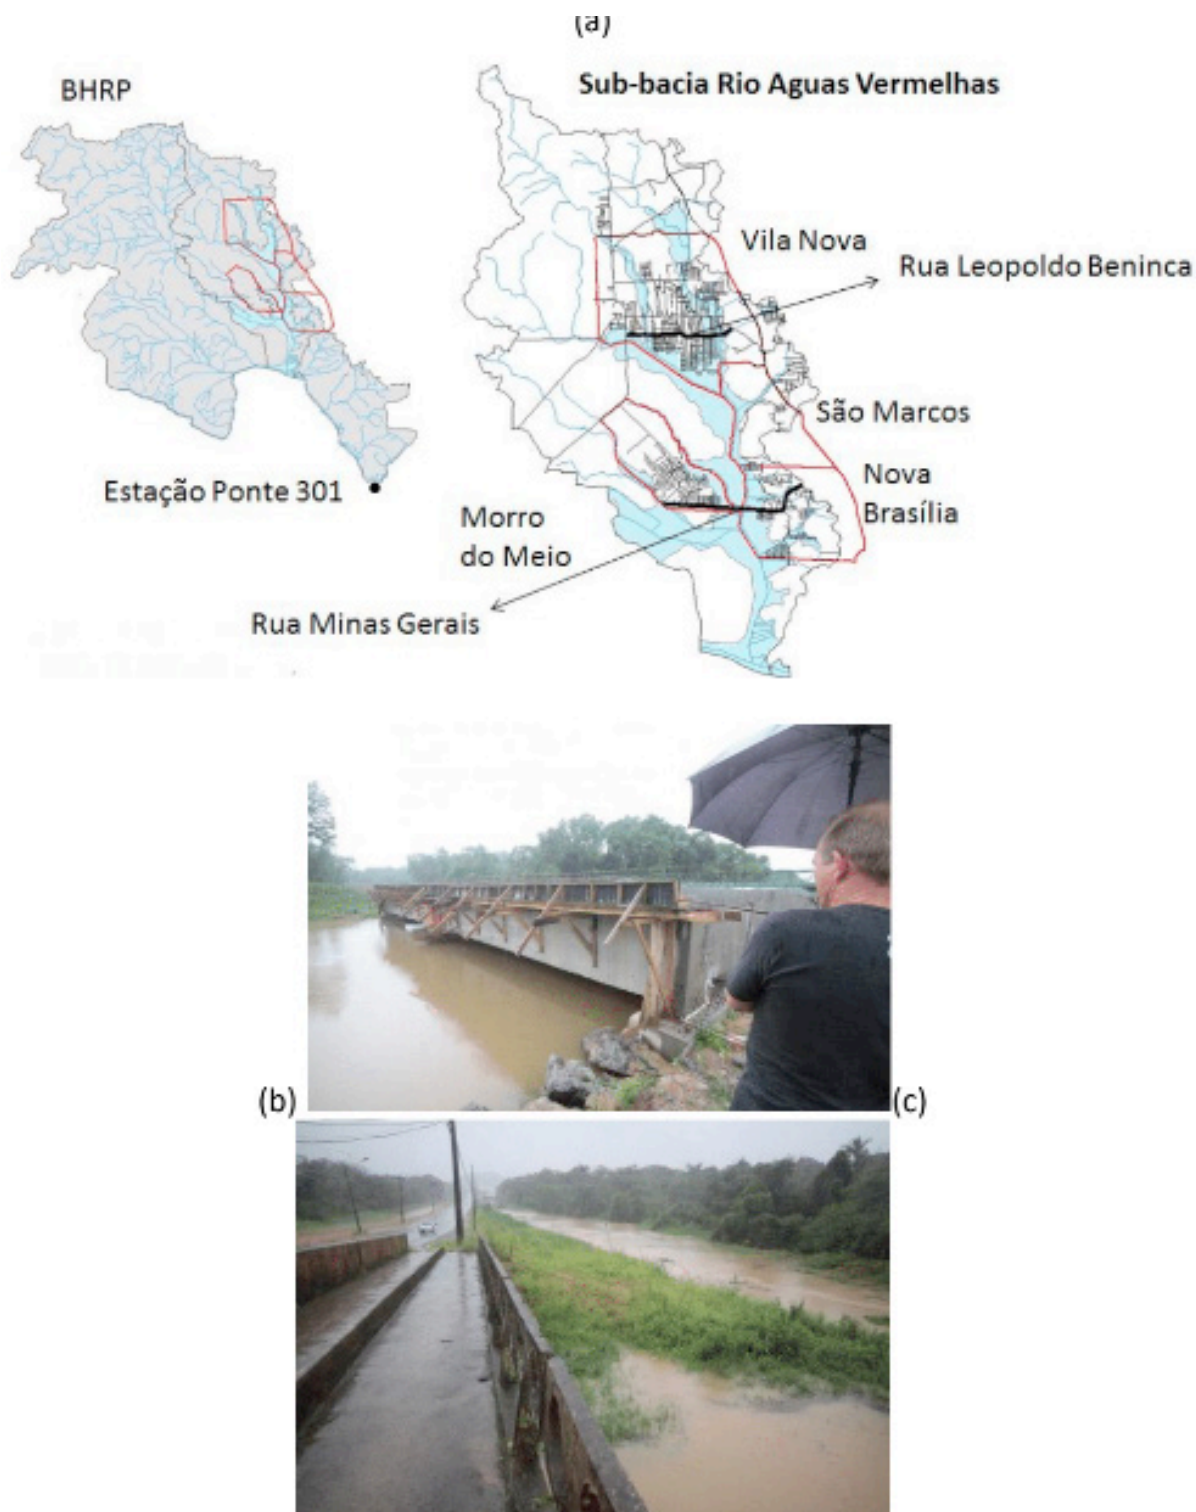 (a)
BHRP
Sub-bacia Rio Aguas Vermelhas
Vila Nova
Rua Leopoldo Beninca
São Marcos
Estação Ponte 301
Nova
Brasília
Morro
do Meio
Rua Minas Gerais
(b)
(c)